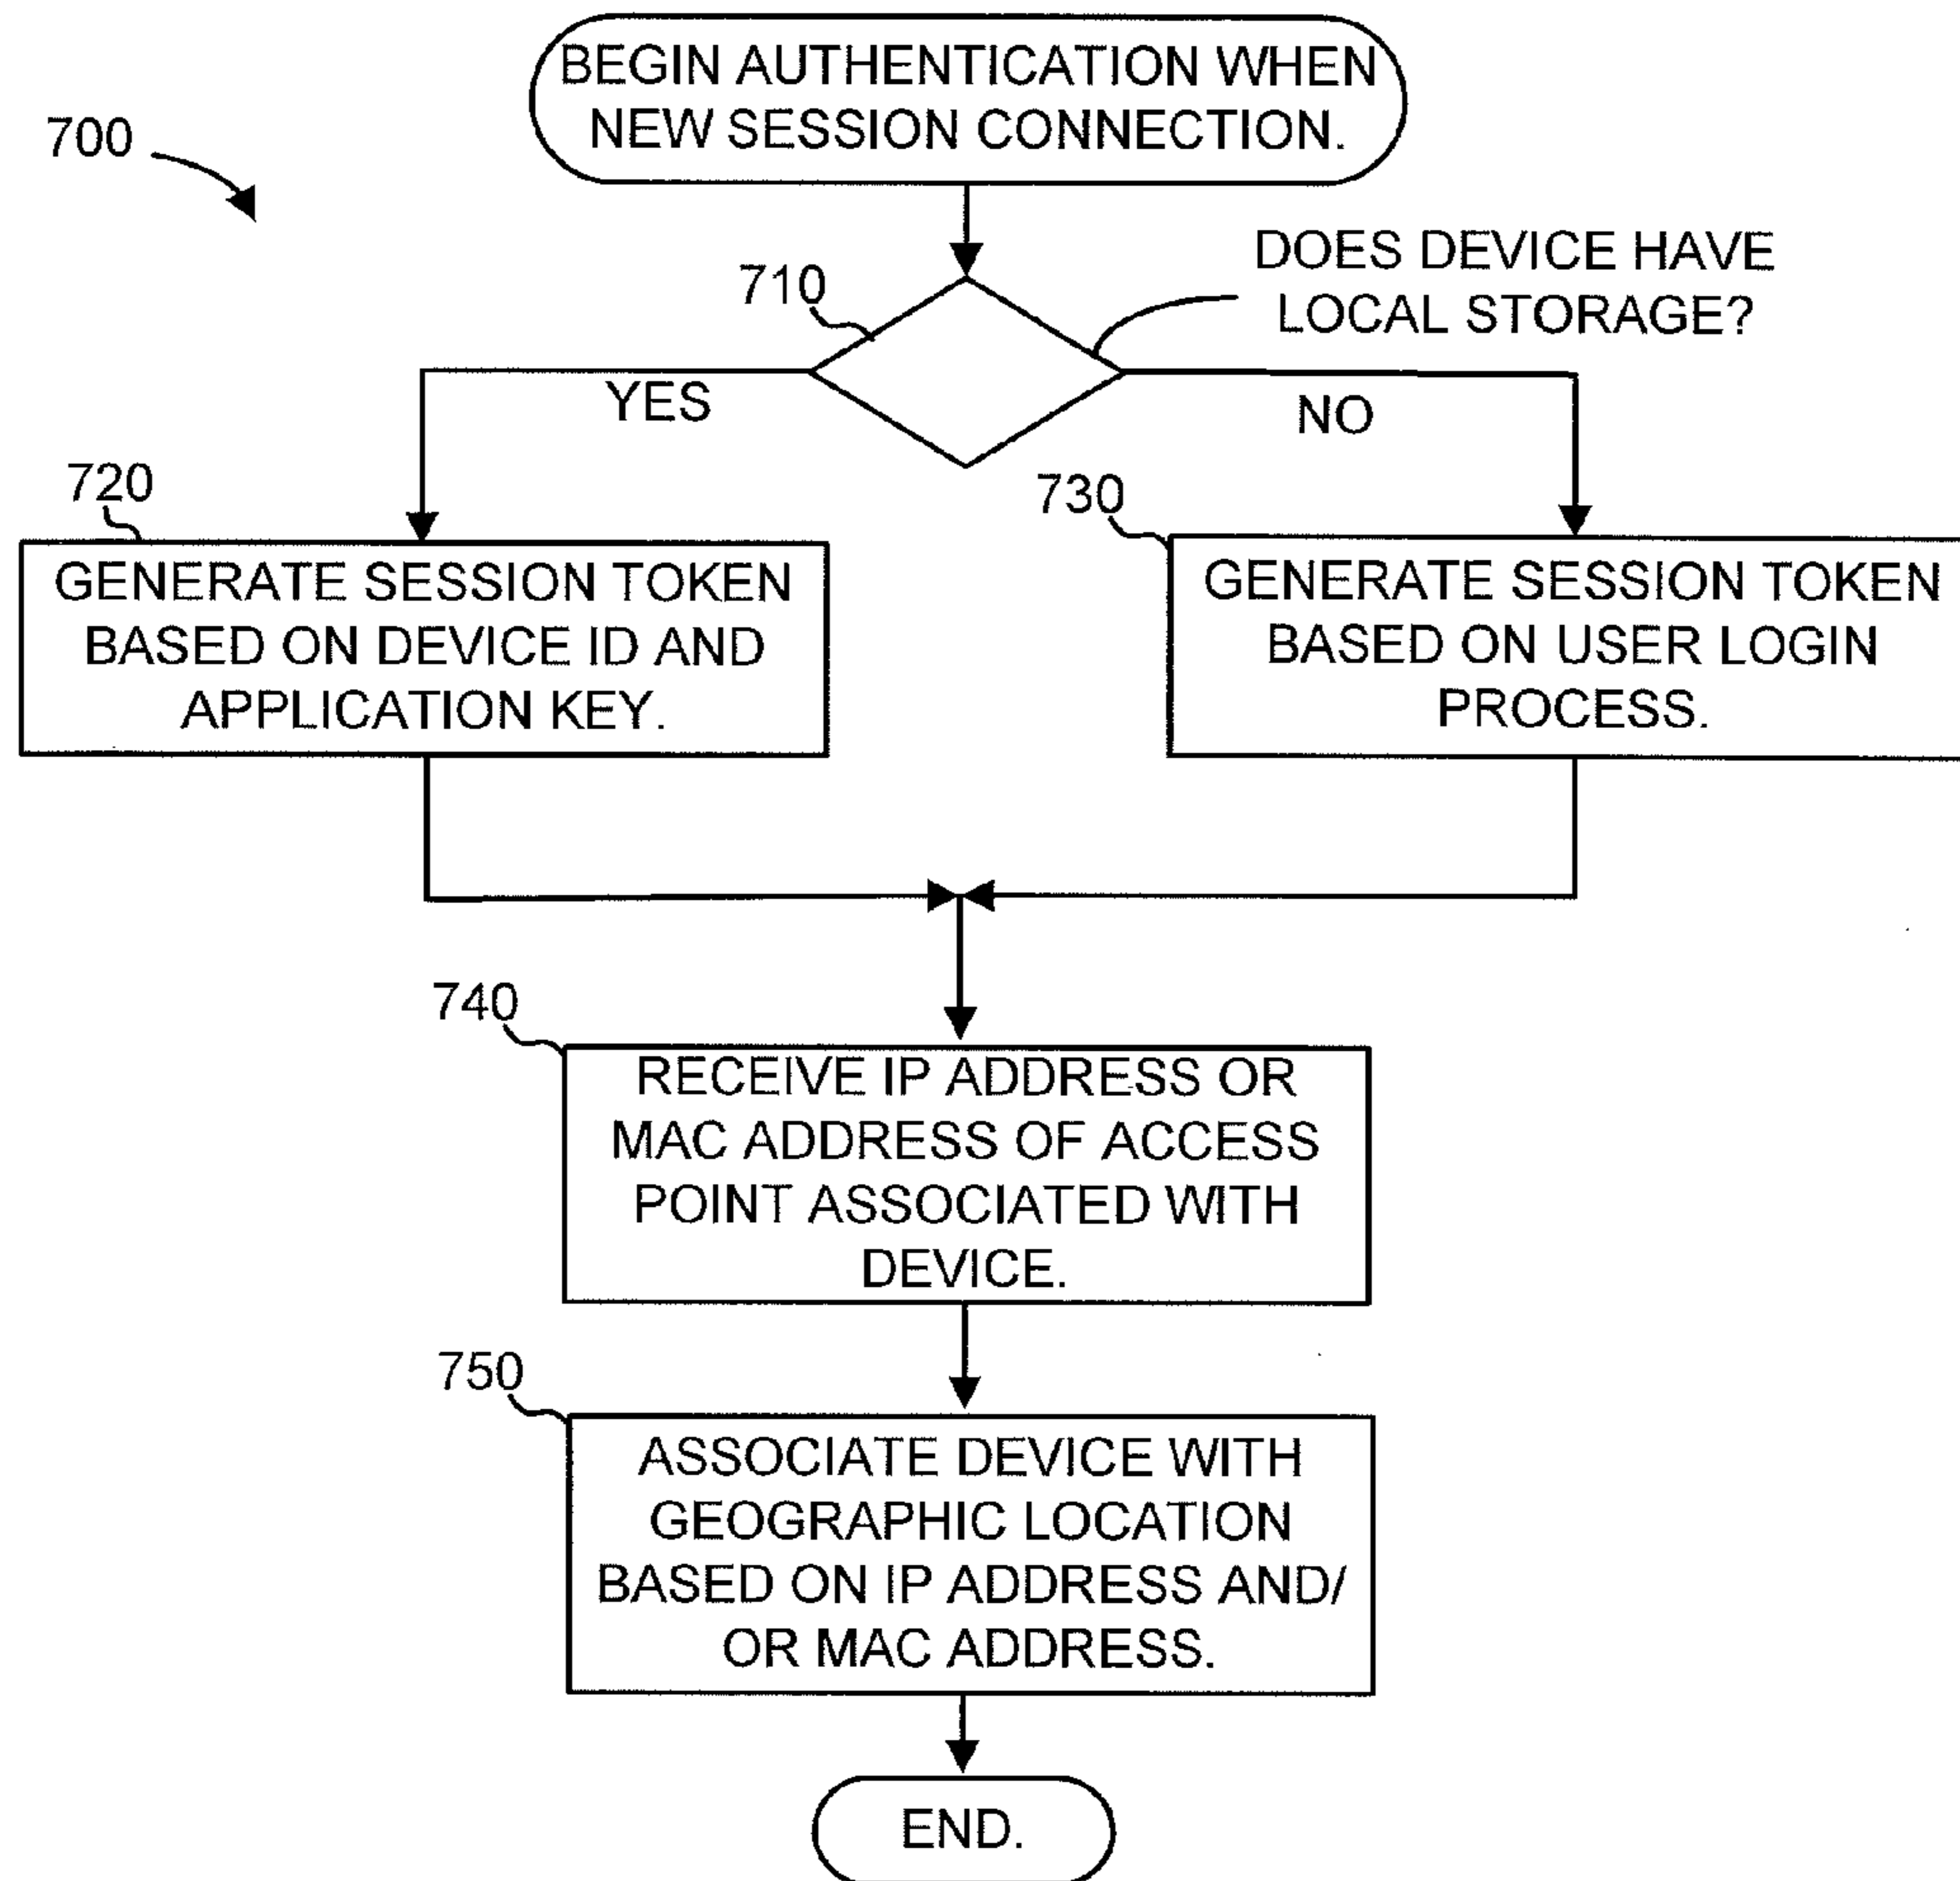 BEGIN AUTHENTICATION WHEN
NEW SESSION CONNECTION.
700
DOES DEVICE HAVE
LOCAL STORAGE?
710
YES
NO
720
GENERATE SESSION TOKEN
BASED ON DEVICE ID AND
APPLICATION KEY.
730
GENERATE SESSION TOKEN
BASED ON USER LOGIN
PROCESS.
740
RECEIVE IP ADDRESS OR
MAC ADDRESS OF ACCESS
POINT ASSOCIATED WITH
DEVICE.
750
ASSOCIATE DEVICE WITH
GEOGRAPHIC LOCATION
BASED ON IP ADDRESS AND/
OR MAC ADDRESS.
END.